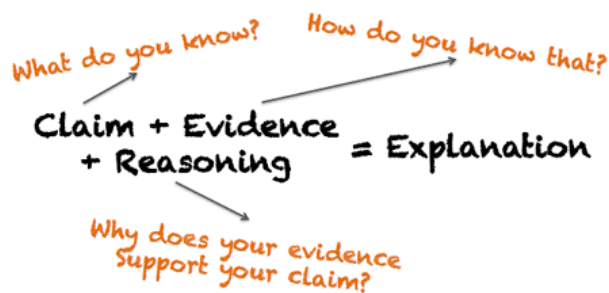 What do you know?
How do you know that?
Claim + Evidence
+ Reasoning
= Explanation
Why does your evidence
Support your claim?